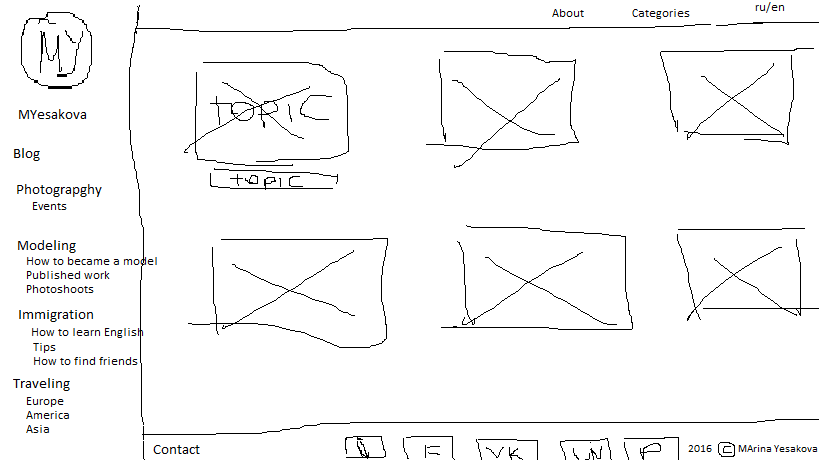 About Categories ru/en
MY
MYesakova
Blog
Photograpghy
Events
Modeling
How to became a model
Published work
Photoshoots
Immigration
How to learn English
Tips
How to find friends
Traveling
Europe
America
Asia
TOPIC
TOPIC
Contact
F VK IN P
2016 © MArina Yesakova